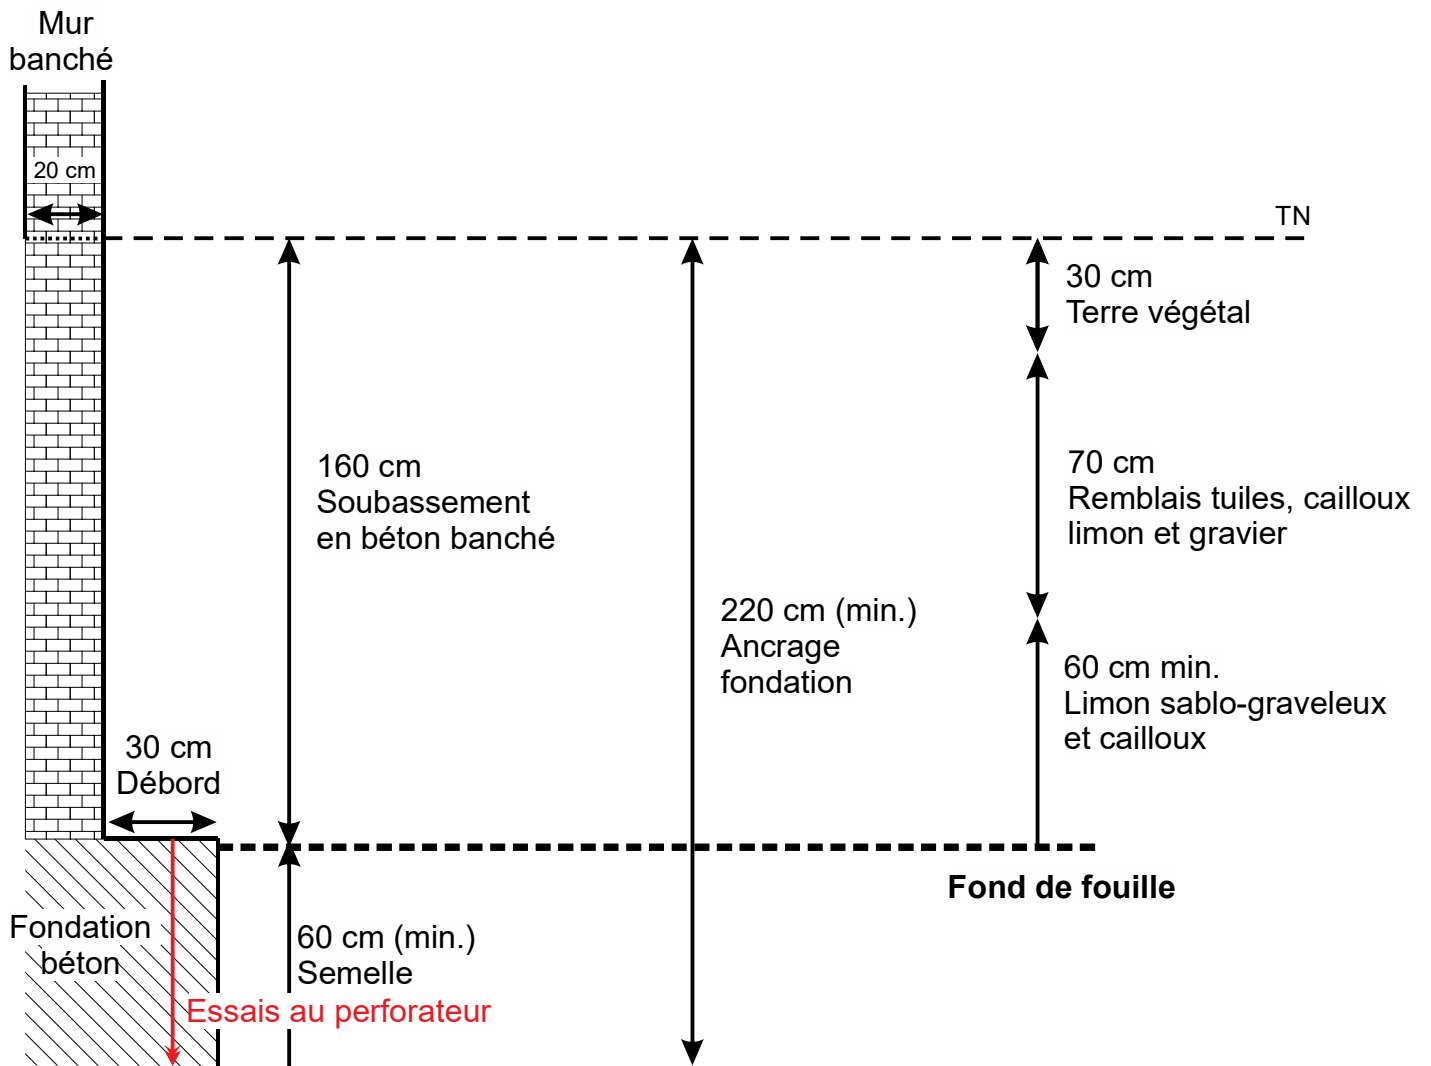 Mur
banché
20 cm
TN
30 cm
Terre végétal
160 cm
Soubassement
en béton banché
70 cm
Remblais tuiles, cailloux
limon et gravier
220 cm (min.)
Ancrage
fondation
60 cm min.
Limon sablo-graveleux
et cailloux
30 cm
Débord
Fond de fouille
Fondation
béton
60 cm (min.)
Semelle
Essais au perforateur